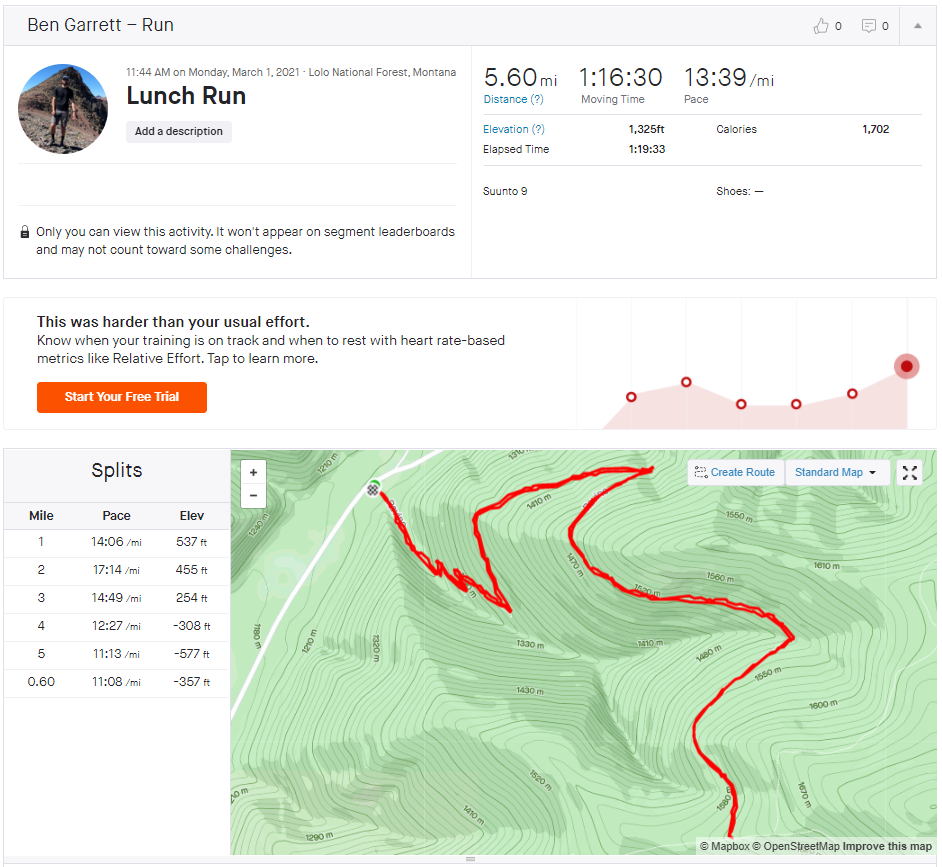 Ben Garrett – Run
0
0
11:44 AM on Monday, March 1, 2021 · Lolo National Forest, Montana
Lunch Run
Add a description
Only you can view this activity. It won't appear on segment leaderboards
and may not count toward some challenges.
5.60 mi 1:16:30 13:39 /mi
Distance (?) Moving Time Pace
Elevation (?) 1,325ft Calories 1,702
Elapsed Time 1:19:33
Suunto 9 Shoes: —
This was harder than your usual effort.
Know when your training is on track and when to rest with heart rate-based
metrics like Relative Effort. Tap to learn more.
Start Your Free Trial
Splits
Mile Pace Elev
1 14:06 /mi 537 ft
2 17:14 /mi 455 ft
3 14:49 /mi 254 ft
4 12:27 /mi -308 ft
5 11:13 /mi -577 ft
0.60 11:08 /mi -357 ft
+
−
Create Route
Standard Map
1210 m
1240 m
1410 m
1550 m
1610 m
1470 m
1560 m
1520 m
1180 m
1210 m
1320 m
1330 m
1410 m
1480 m
1550 m
1430 m
1600 m
1520 m
1670 m
1410 m
1290 m
© Mapbox © OpenStreetMap Improve this map